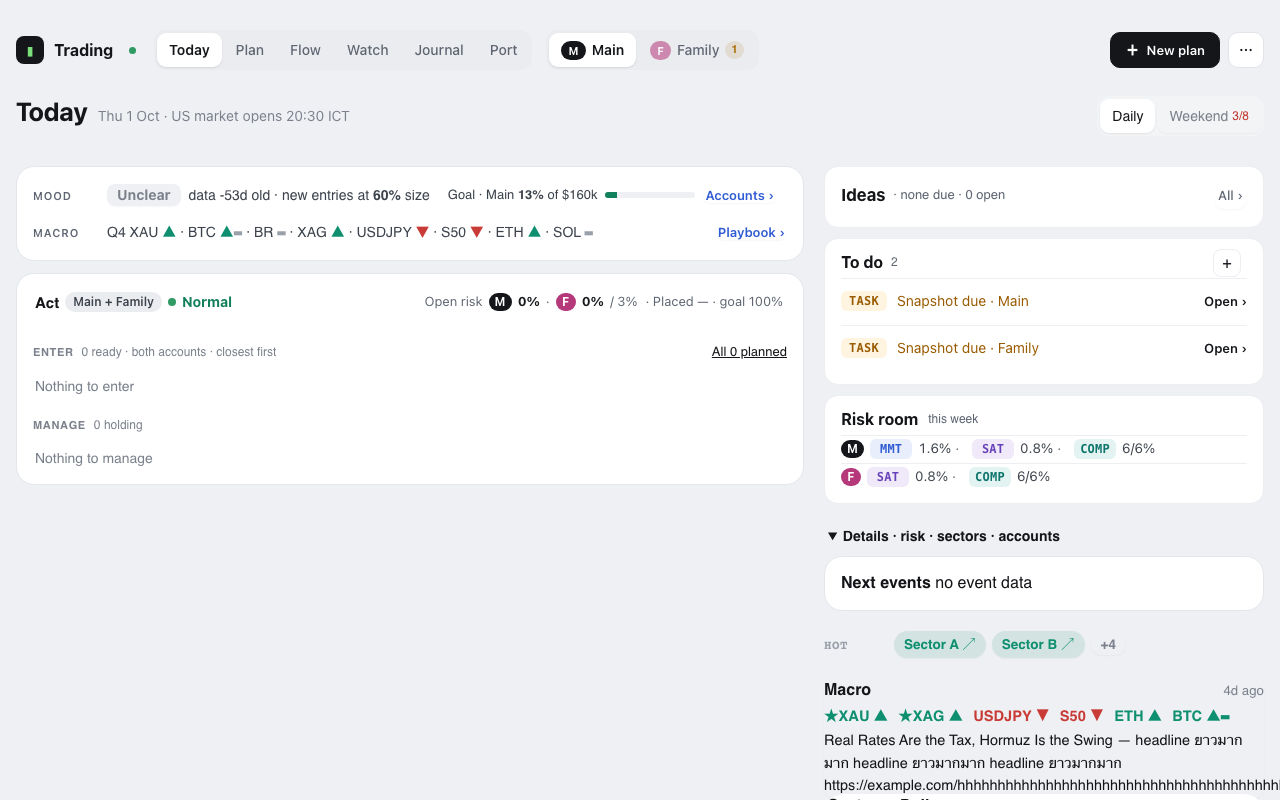 Trading Today Plan Flow Watch Journal Port M Main F Family 1 + New plan ...
Today Thu 1 Oct · US market opens 20:30 ICT Daily Weekend 3/8
MOOD Unclear data -53d old · new entries at 60% size Goal · Main 13% of $160k Accounts ›
MACRO Q4 XAU ▲ · BTC ▲▬ · BR ▬ · XAG ▲ · USDJPY ▼ · S50 ▼ · ETH ▲ · SOL ▬ Playbook ›
Act Main + Family Normal Open risk M 0% · F 0% / 3% · Placed — · goal 100%
ENTER 0 ready · both accounts · closest first All 0 planned
Nothing to enter
MANAGE 0 holding
Nothing to manage
Ideas · none due · 0 open All ›
To do 2 +
TASK Snapshot due · Main Open ›
TASK Snapshot due · Family Open ›
Risk room this week
M MMT 1.6% · SAT 0.8% · COMP 6/6%
F SAT 0.8% · COMP 6/6%
▼ Details · risk · sectors · accounts
Next events no event data
HOT Sector A ↗ Sector B ↗ +4
Macro 4d ago
★XAU ▲ ★XAG ▲ USDJPY ▼ S50 ▼ ETH ▲ BTC ▲▬
Real Rates Are the Tax, Hormuz Is the Swing — headline ยาวมาก
มาก headline ยาวมากมาก headline ยาวมากมาก
https://example.com/hhhhhhhhhhhhhhhhhhhhhhhhhhhhhhhhhhhhhhhh